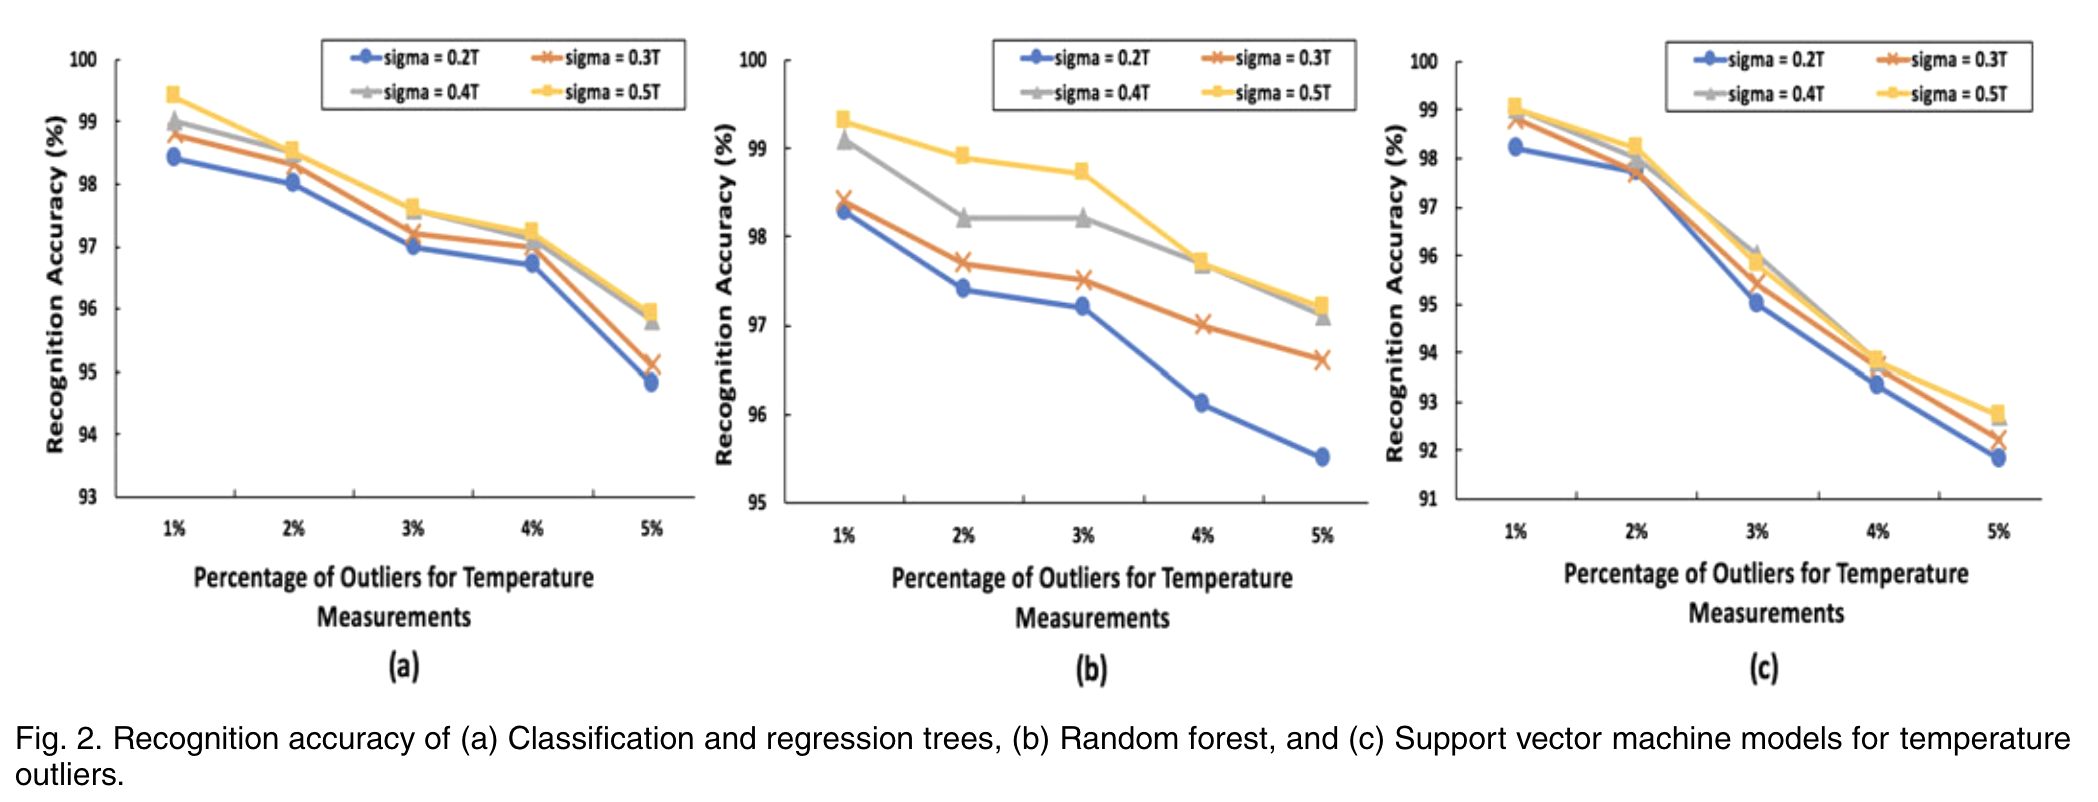 sigma = 0.2T sigma = 0.3T
sigma = 0.4T sigma = 0.5T
Recognition Accuracy (%)
100
99
98
97
96
95
94
93
1% 2% 3% 4% 5%
Percentage of Outliers for Temperature
Measurements
(a)
sigma = 0.2T sigma = 0.3T
sigma = 0.4T sigma = 0.5T
Recognition Accuracy (%)
100
99
98
97
96
95
1% 2% 3% 4% 5%
Percentage of Outliers for Temperature
Measurements
(b)
sigma = 0.2T sigma = 0.3T
sigma = 0.4T sigma = 0.5T
Recognition Accuracy (%)
100
99
98
97
96
95
94
93
92
91
1% 2% 3% 4% 5%
Percentage of Outliers for Temperature
Measurements
(c)
Fig. 2. Recognition accuracy of (a) Classification and regression trees, (b) Random forest, and (c) Support vector machine models for temperature
outliers.